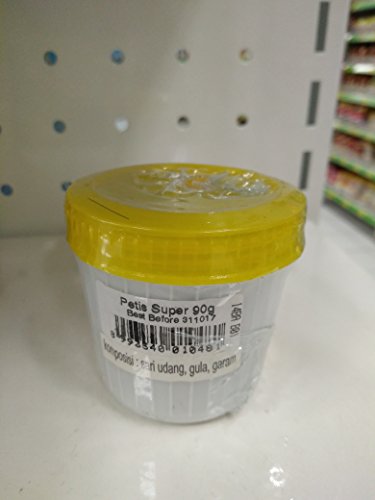 Petis Super 90g
Best Before 311017
komposisi : sari udang, gula, garam